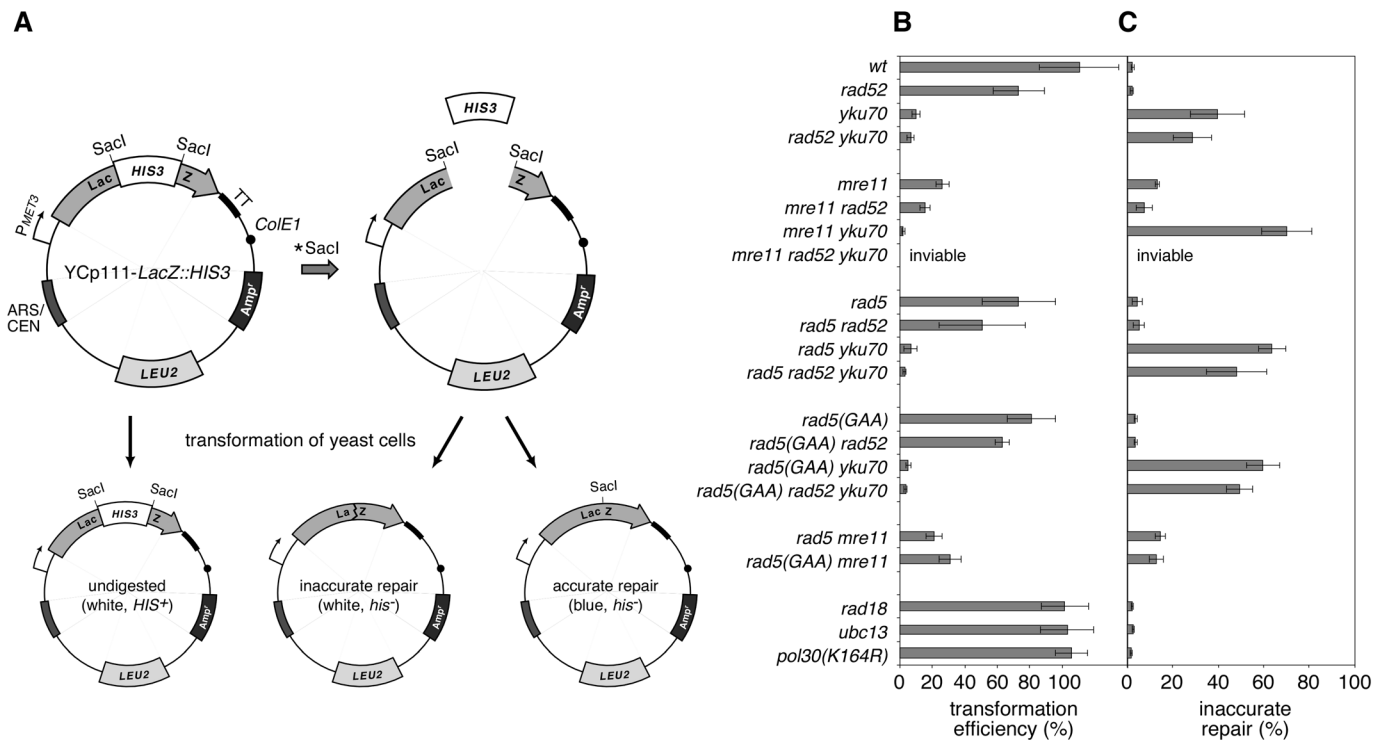 A
HIS3
SacI
SacI
Lac
HIS3
Z
TT
PMET3
ColE1
YCp111-LacZ::HIS3
ARS/
CEN
Ampʳ
LEU2
*SacI
SacI
SacI
Lac
Z
Ampʳ
LEU2
transformation of yeast cells
SacI
SacI
Lac
HIS3
Z
undigested
(white, HIS+)
Ampʳ
LEU2
La Z
inaccurate repair
(white, his-)
Ampʳ
LEU2
SacI
Lac Z
accurate repair
(blue, his-)
Ampʳ
LEU2
B
C
wt
rad52
yku70
rad52 yku70
mre11
mre11 rad52
mre11 yku70
mre11 rad52 yku70 inviable inviable
rad5
rad5 rad52
rad5 yku70
rad5 rad52 yku70
rad5(GAA)
rad5(GAA) rad52
rad5(GAA) yku70
rad5(GAA) rad52 yku70
rad5 mre11
rad5(GAA) mre11
rad18
ubc13
pol30(K164R)
0 20 40 60 80 100
transformation
efficiency (%)
0 20 40 60 80 100
inaccurate
repair (%)